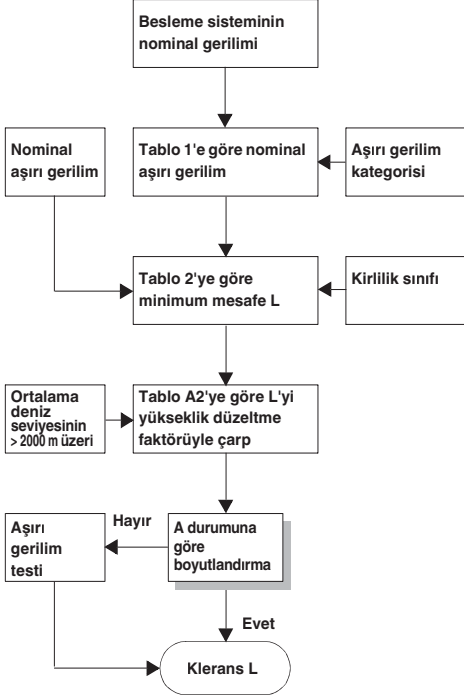 Besleme sisteminin
nominal gerilimi
Nominal
aşırı gerilim
Tablo 1'e göre nominal
aşırı gerilim
Aşırı gerilim
kategorisi
Tablo 2'ye göre
minimum mesafe L
Kirlilik sınıfı
Ortalama
deniz
seviyesinin
> 2000 m üzeri
Tablo A2'ye göre L'yi
yükseklik düzeltme
faktörüyle çarp
Aşırı
gerilim
testi
Hayır
A durumuna
göre
boyutlandırma
Evet
Klerans L